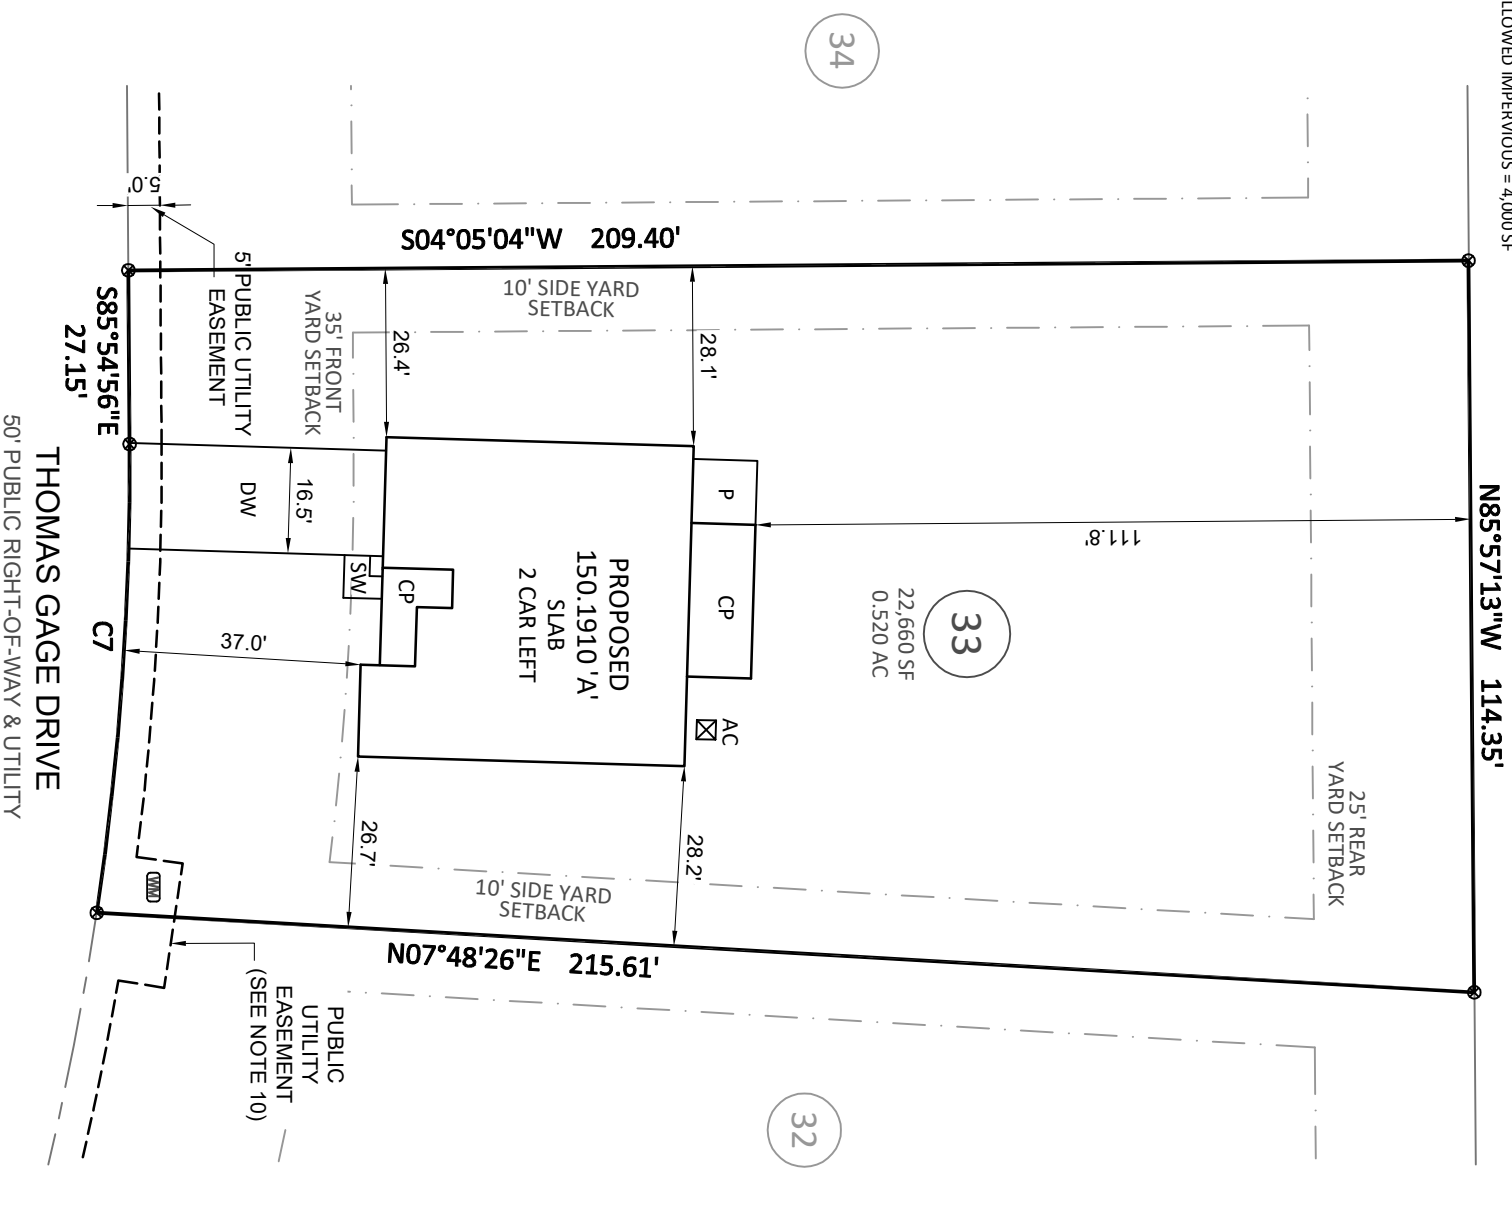 LLOWED IMPERVIOUS = 4,000 SF
N85°57'13"W 114.35'
25' REAR
YARD SETBACK
34
32
33
22,660 SF
0.520 AC
111.8'
S04°05'04"W 209.40'
N07°48'26"E 215.61'
10' SIDE YARD
SETBACK
10' SIDE YARD
SETBACK
P
CP
AC
28.1'
28.2'
PROPOSED
150.1910 'A'
SLAB
2 CAR LEFT
CP
SW
26.4'
26.7'
35' FRONT
YARD SETBACK
16.5'
DW
37.0'
5' PUBLIC UTILITY
EASEMENT
5.0'
WM
PUBLIC
UTILITY
EASEMENT
(SEE NOTE 10)
S85°54'56"E
27.15'
C7
THOMAS GAGE DRIVE
50' PUBLIC RIGHT-OF-WAY & UTILITY